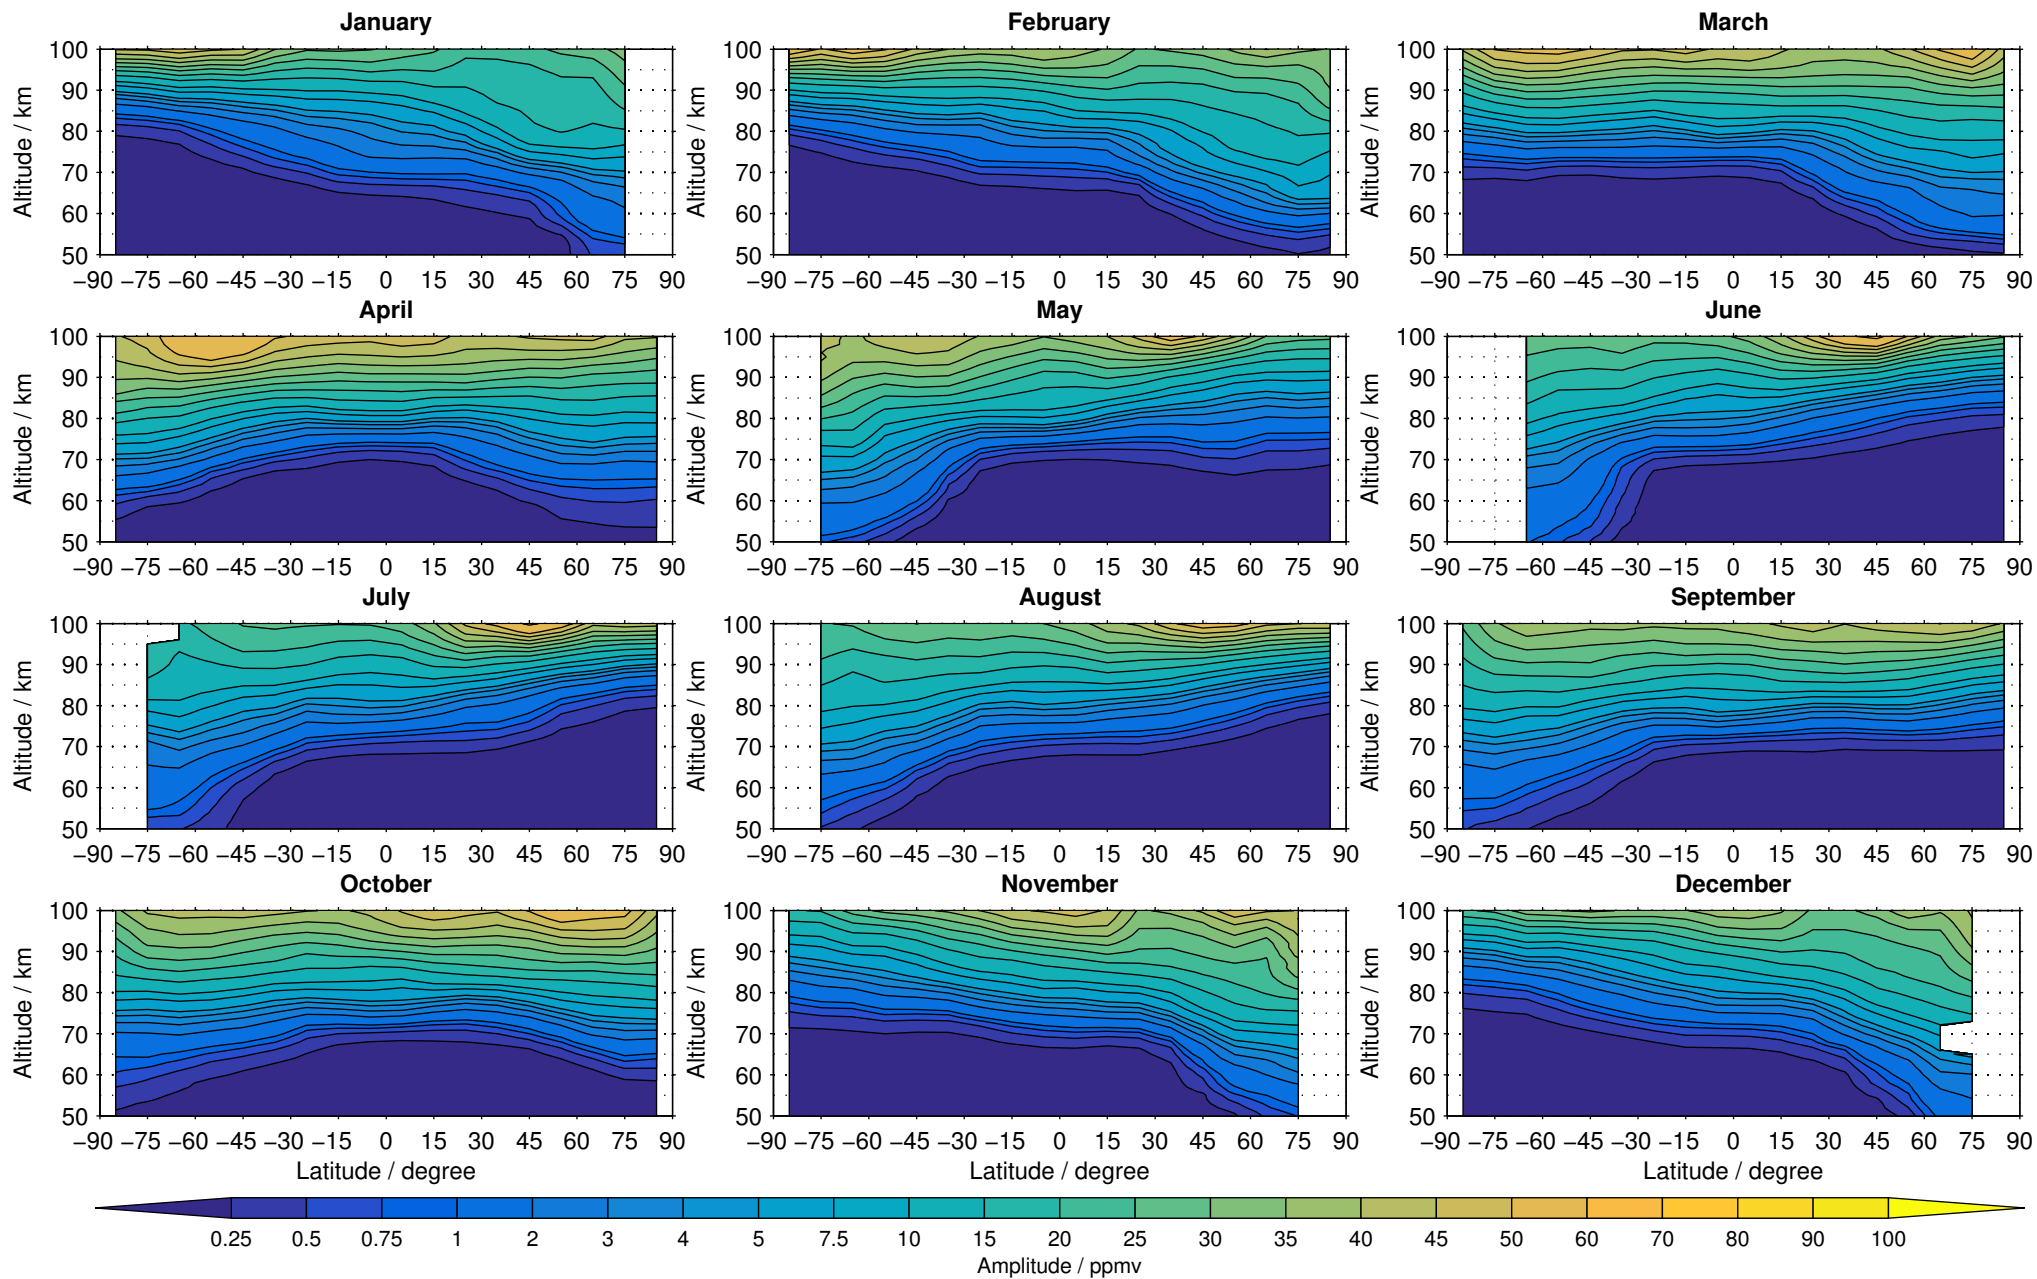 January February March
100 100 100
90 90 90
80 80 80
70 70 70
60 60 60
50 50 50
Altitude / km Altitude / km Altitude / km
−90 −75 −60 −45 −30 −15 0 15 30 45 60 75 90 −90 −75 −60 −45 −30 −15 0 15 30 45 60 75 90 −90 −75 −60 −45 −30 −15 0 15 30 45 60 75 90
April May June
100 100 100
90 90 90
80 80 80
70 70 70
60 60 60
50 50 50
Altitude / km Altitude / km Altitude / km
−90 −75 −60 −45 −30 −15 0 15 30 45 60 75 90 −90 −75 −60 −45 −30 −15 0 15 30 45 60 75 90 −90 −75 −60 −45 −30 −15 0 15 30 45 60 75 90
July August September
100 100 100
90 90 90
80 80 80
70 70 70
60 60 60
50 50 50
Altitude / km Altitude / km Altitude / km
−90 −75 −60 −45 −30 −15 0 15 30 45 60 75 90 −90 −75 −60 −45 −30 −15 0 15 30 45 60 75 90 −90 −75 −60 −45 −30 −15 0 15 30 45 60 75 90
October November December
100 100 100
90 90 90
80 80 80
70 70 70
60 60 60
50 50 50
Altitude / km Altitude / km Altitude / km
−90 −75 −60 −45 −30 −15 0 15 30 45 60 75 90 −90 −75 −60 −45 −30 −15 0 15 30 45 60 75 90 −90 −75 −60 −45 −30 −15 0 15 30 45 60 75 90
Latitude / degree Latitude / degree Latitude / degree
0.25 0.5 0.75 1 2 3 4 5 7.5 10 15 20 25 30 35 40 45 50 60 70 80 90 100
Amplitude / ppmv